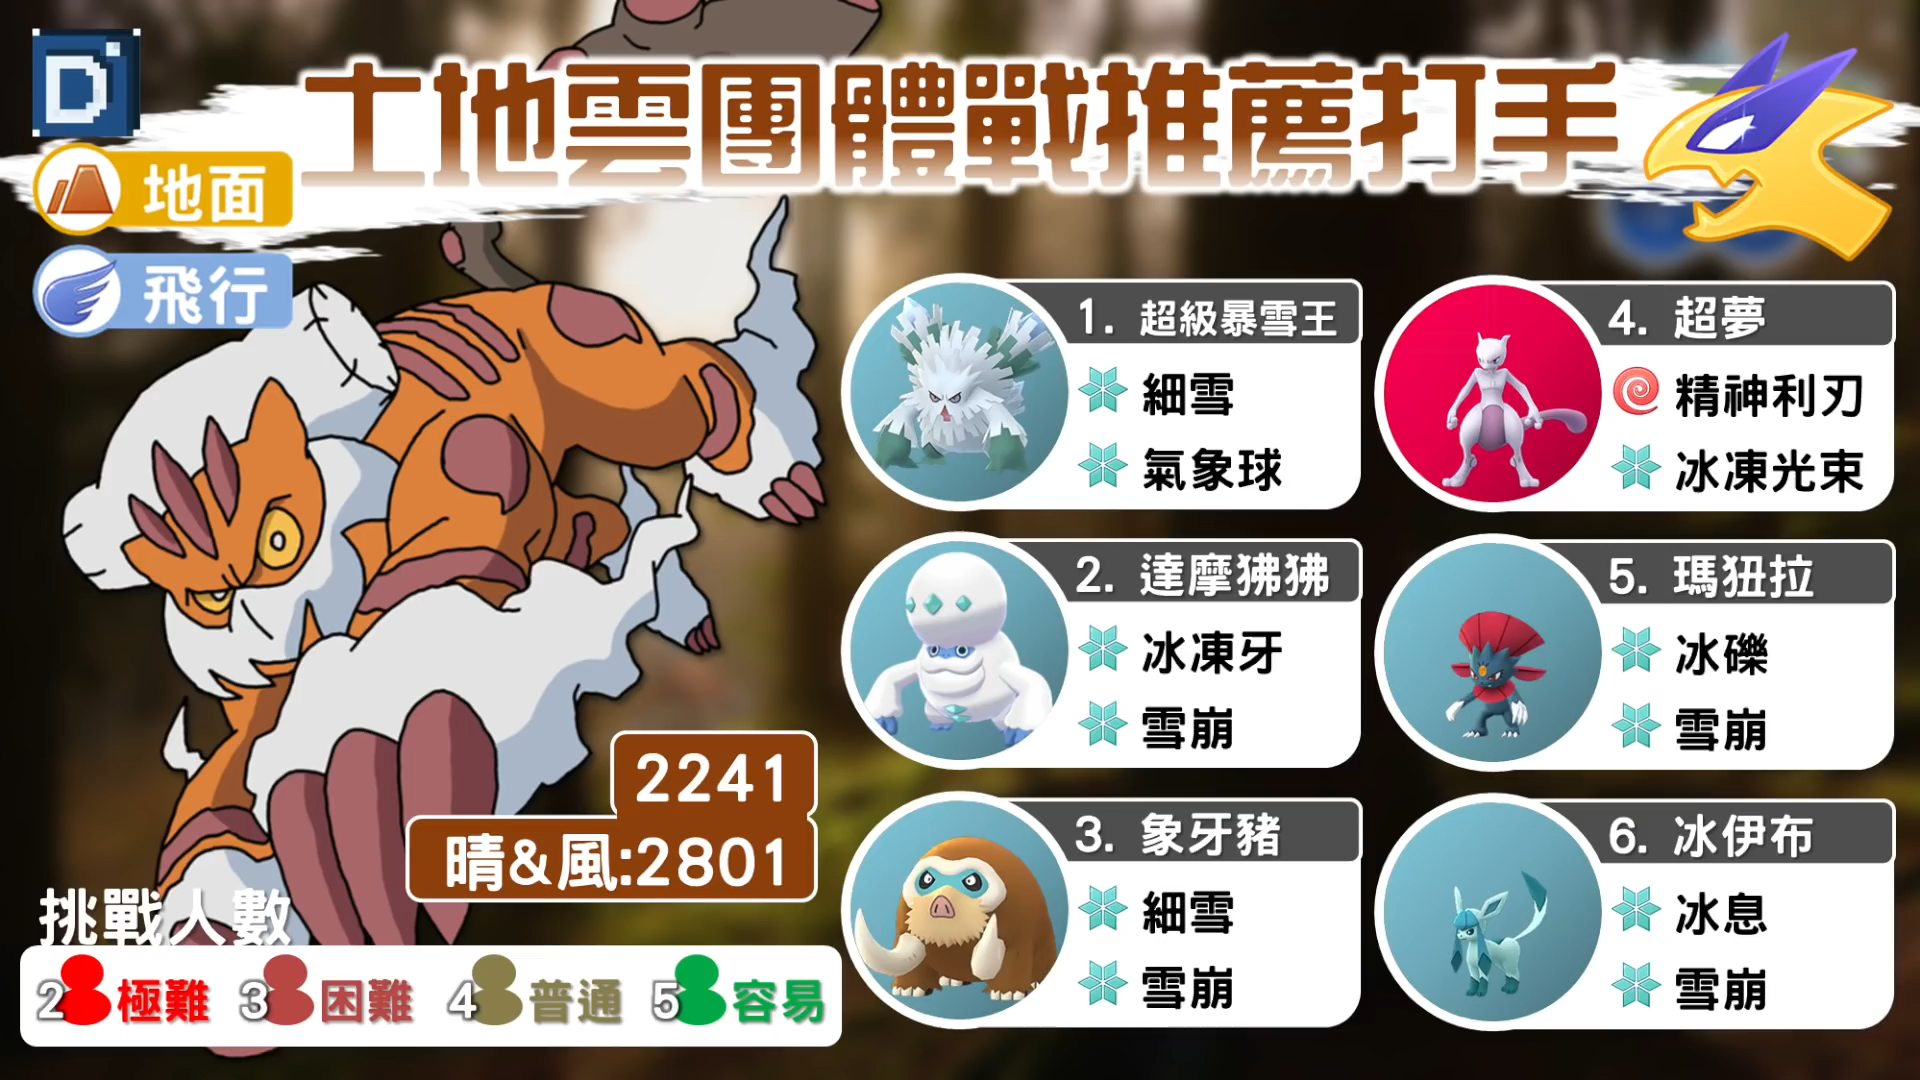 D
土地雲團體戰推薦打手
地面
飛行
2241
晴&風:2801
挑戰人數
2 極難 3 困難 4 普通 5 容易
1. 超級暴雪王
細雪
氣象球
2. 達摩狒狒
冰凍牙
雪崩
3. 象牙豬
細雪
雪崩
4. 超夢
精神利刃
冰凍光束
5. 瑪狃拉
冰礫
雪崩
6. 冰伊布
冰息
雪崩